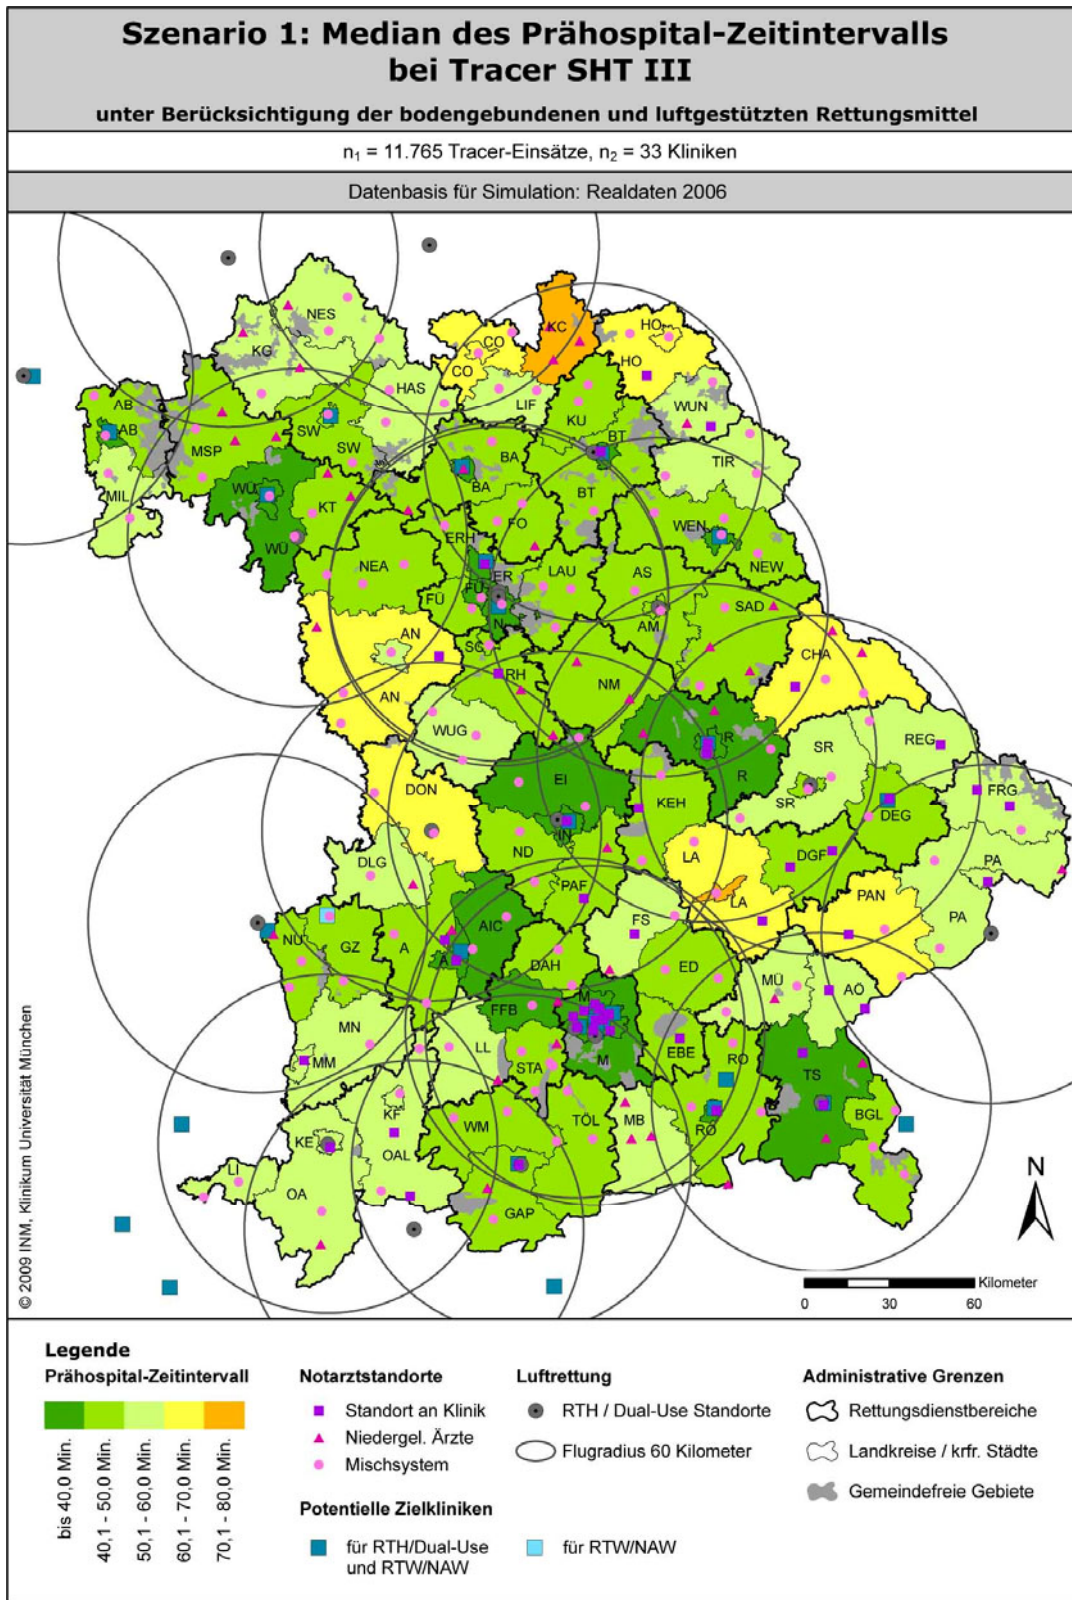 Szenario 1: Median des Prähospital-Zeitintervalls
bei Tracer SHT III
unter Berücksichtigung der bodengebundenen und luftgestützten Rettungsmittel
n₁ = 11.765 Tracer-Einsätze, n₂ = 33 Kliniken
Datenbasis für Simulation: Realdaten 2006
NES
KG
KC
CO
CO
HO
HO
HAS
LIF
KU
WUN
AB
AB
MSP
SW
SW
BA
BA
BT
BT
TIR
MIL
WÜ
WÜ
KT
FO
WEN
NEW
ERH
ER
NEA
FÜ
FÜ
LAU
AS
N
AM
SAD
AN
AN
SC
RH
NM
CHA
WUG
R
R
SR
SR
REG
EI
DON
KEH
FRG
IN
ND
DEG
DLG
LA
LA
DGF
PA
PA
PAF
PAN
AIC
FS
NU
GZ
A
A
DAH
ED
MÜ
AÖ
FFB
M
M
MN
MM
LL
STA
EBE
RO
RO
TS
BGL
KF
KE
OAL
WM
TÖL
MB
LI
OA
GAP
N
Kilometer
0 30 60
© 2009 INM, Klinikum Universität München
Legende
Prähospital-Zeitintervall
bis 40,0 Min.
40,1 - 50,0 Min.
50,1 - 60,0 Min.
60,1 - 70,0 Min.
70,1 - 80,0 Min.
Notarztstandorte
Standort an Klinik
Niedergel. Ärzte
Mischsystem
Potentielle Zielkliniken
für RTH/Dual-Use
und RTW/NAW
für RTW/NAW
Luftrettung
RTH / Dual-Use Standorte
Flugradius 60 Kilometer
Administrative Grenzen
Rettungsdienstbereiche
Landkreise / krfr. Städte
Gemeindefreie Gebiete